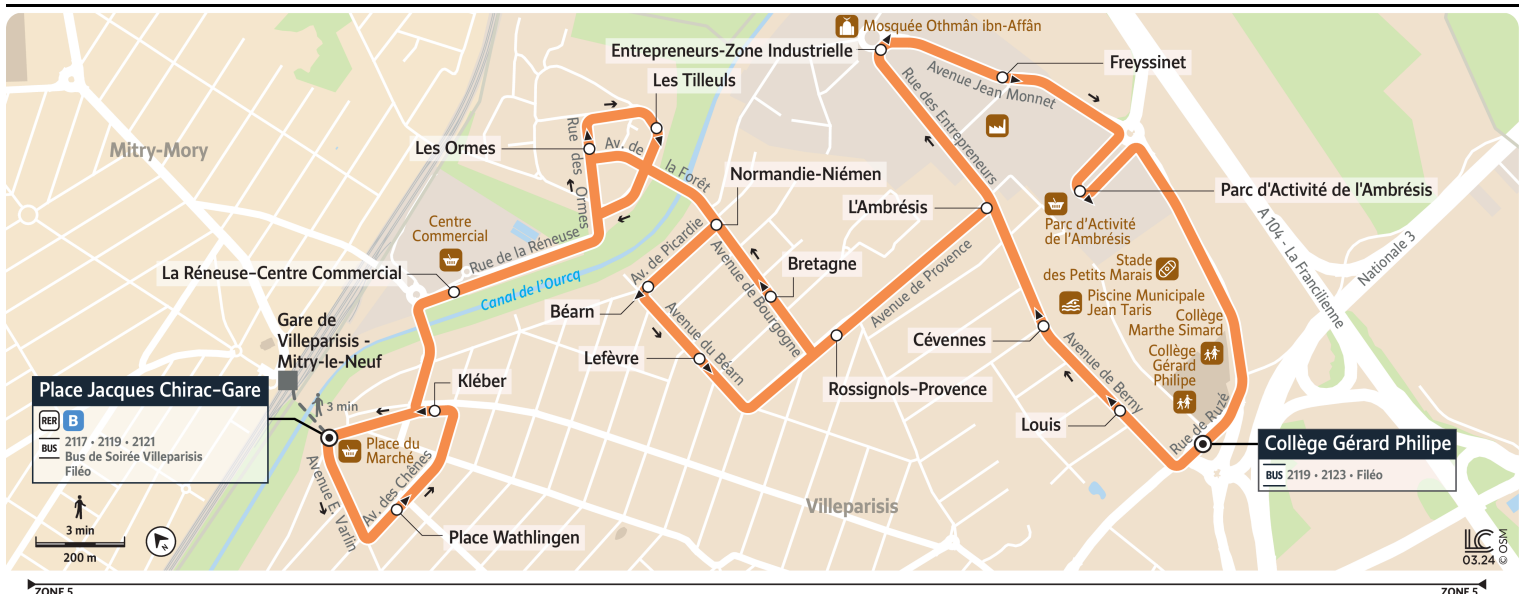 Mosquée Othmân ibn-Affân
Entrepreneurs-Zone Industrielle
Freyssinet
Les Tilleuls
Avenue Jean Monnet
Rue des Entrepreneurs
Rue des Ormes
Av. de la Forêt
Les Ormes
Mitry-Mory
Normandie-Niémen
Parc d'Activité de l'Ambrésis
L'Ambrésis
Parc d'Activité
de l'Ambrésis
A 104 - La Francilienne
Nationale 3
Centre
Commercial
Rue de la Réneuse
Av. de Picardie
Avenue de Bourgogne
Bretagne
Avenue de Provence
Stade
des Petits Marais
La Réneuse–Centre Commercial
Canal de l'Ourcq
Piscine Municipale
Jean Taris
Béarn
Avenue du Béarn
Collège
Marthe Simard
Gare de
Villeparisis -
Mitry-le-Neuf
Cévennes
Collège
Gérard
Philipe
Lefèvre
Avenue de Berny
Place Jacques Chirac–Gare
Kléber
Rossignols–Provence
RER B
3 min
BUS
2117 • 2119 • 2121
Bus de Soirée Villeparisis
Filéo
Place du
Marché
Louis
Rue de Ruzé
Collège Gérard Philipe
BUS 2119 • 2123 • Filéo
Avenue E. Varlin
Av. des Chênes
Villeparisis
Place Wathlingen
3 min
200 m
N
LC
03.24
© OSM
ZONE 5
ZONE 5